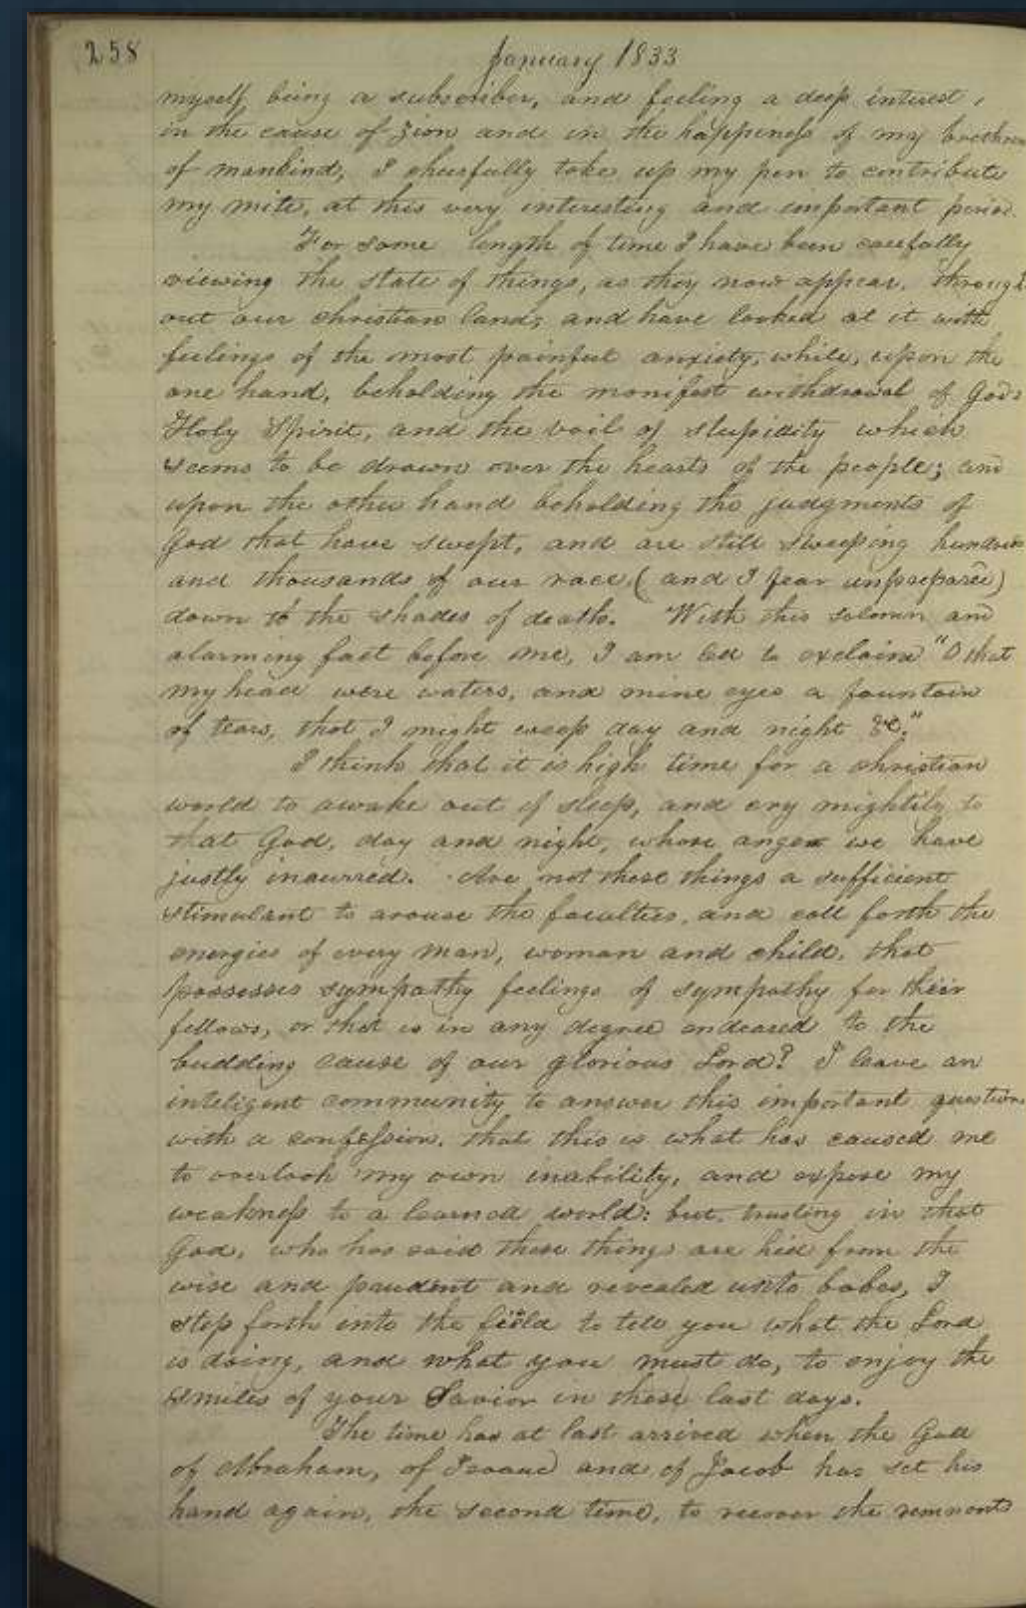 258
January 1833
myself, being a subscriber, and feeling a deep interest,
in the cause of Zion and in the happiness of my brethren
of mankind, I cheerfully take up my pen to contribute
my mite, at this very interesting and important period.
For some length of time I have been carefully
viewing the state of things, as they now appear, through
out our christian land; and have looked at it with
feelings of the most painful anxiety, while, upon the
one hand, beholding the manifest withdrawal of God's
Holy Spirit, and the vail of stupidity which
seems to be drawn over the hearts of the people; and
upon the other hand beholding the judgments of
God that have swept, and are still sweeping hundreds
and thousands of our race, (and I fear unprepared)
down to the shades of death. With this solemn and
alarming fact before me, I am led to exclaim "O that
my head were waters, and mine eyes a fountain
of tears, that I might weep day and night &c."
I think that it is high time for a christian
world to awake out of sleep, and cry mightily to
that God, day and night, whose anger we have
justly incurred. Are not these things a sufficient
stimulant to arouse the faculties, and call forth the
energies of every man, woman and child, that
possesses sympathy feelings of sympathy for their
fellows, or that is in any degree endeared to the
budding cause of our glorious Lord? I leave an
inteligent community to answer this important question
with a confession, that this is what has caused me
to overlook my own inability, and expose my
weakness to a learned world: but, trusting in that
God, who has said these things are hid from the
wise and prudent and revealed unto babes, I
step forth into the field to tell you what the Lord
is doing, and what you must do, to enjoy the
smiles of your Savior in these last days.
The time has at last arrived when the God
of Abraham, of Isaac and of Jacob has set his
hand again, the second time, to recover the remnants